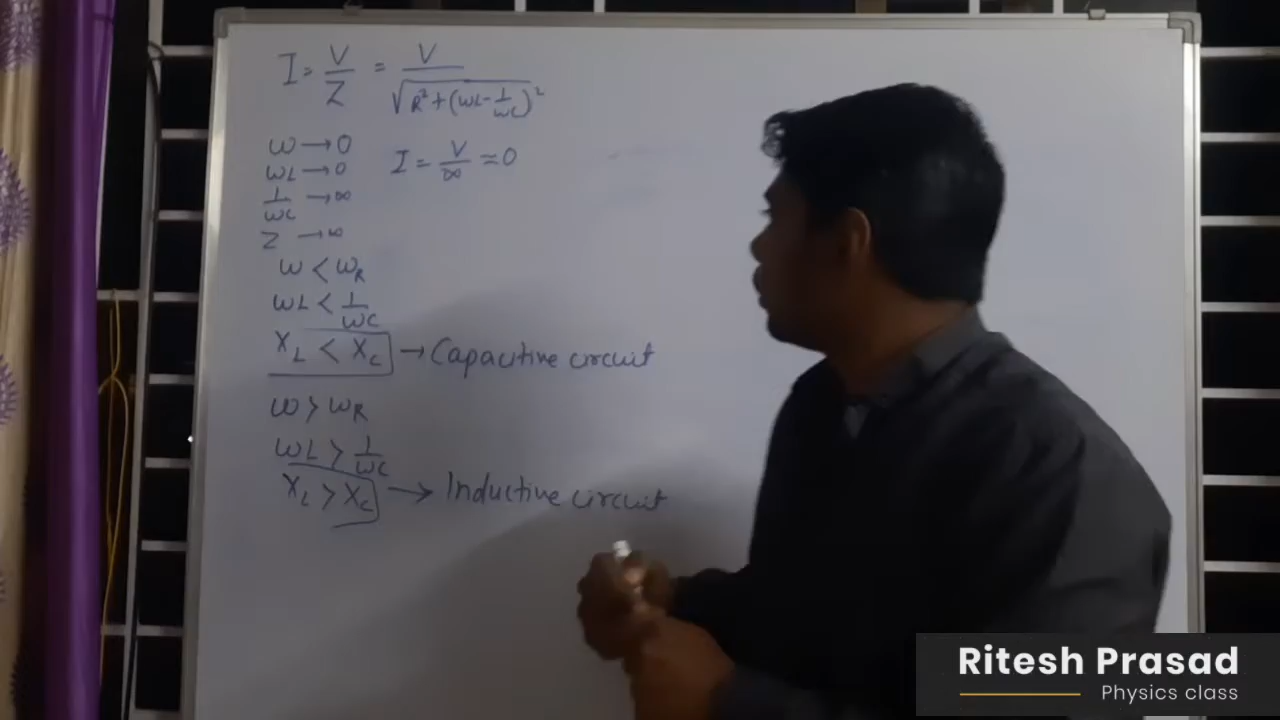 I = V/Z = V/√(R²+(ωL-1/ωC)²
ω → 0
ωL → 0
I = V/∞ ≈ 0
1/ωC → ∞
Z → ∞
ω < ωR
ωL < 1/ωC
XL < XC → Capacitive circuit
ω > ωR
ωL > 1/ωC
XL > XC → Inductive circuit
Ritesh Prasad
Physics class